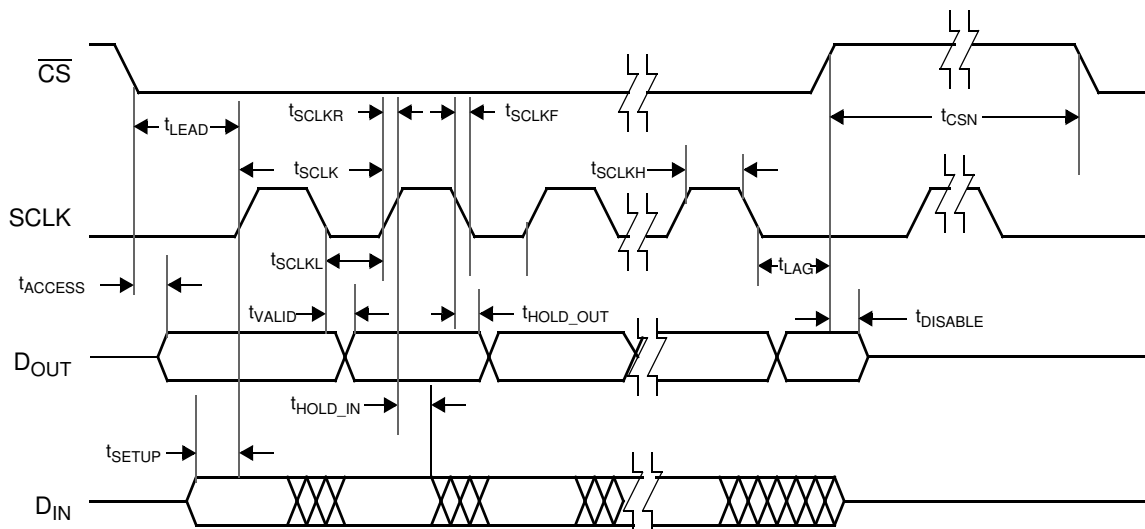 CS
tLEAD
tSCLKR
tSCLKF
tCSN
tSCLK
tSCLKH
SCLK
tSCLKL
tLAG
tACCESS
tVALID
tHOLD_OUT
tDISABLE
DOUT
tHOLD_IN
tSETUP
DIN